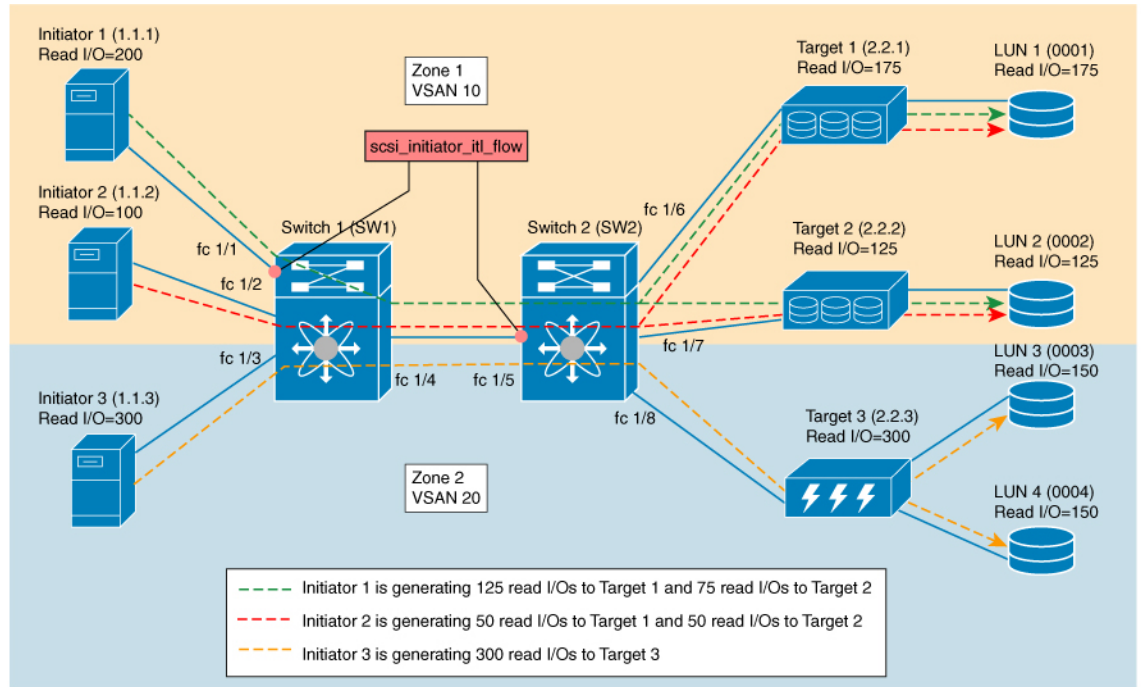 Initiator 1 (1.1.1)
Read I/O=200
Zone 1
VSAN 10
Target 1 (2.2.1)
Read I/O=175
LUN 1 (0001)
Read I/O=175
scsi_initiator_itl_flow
Initiator 2 (1.1.2)
Read I/O=100
Switch 1 (SW1)
Switch 2 (SW2)
fc 1/6
Target 2 (2.2.2)
Read I/O=125
LUN 2 (0002)
Read I/O=125
fc 1/1
fc 1/2
fc 1/3
fc 1/4
fc 1/5
fc 1/7
LUN 3 (0003)
Read I/O=150
Initiator 3 (1.1.3)
Read I/O=300
fc 1/8
Target 3 (2.2.3)
Read I/O=300
Zone 2
VSAN 20
LUN 4 (0004)
Read I/O=150
Initiator 1 is generating 125 read I/Os to Target 1 and 75 read I/Os to Target 2
Initiator 2 is generating 50 read I/Os to Target 1 and 50 read I/Os to Target 2
Initiator 3 is generating 300 read I/Os to Target 3